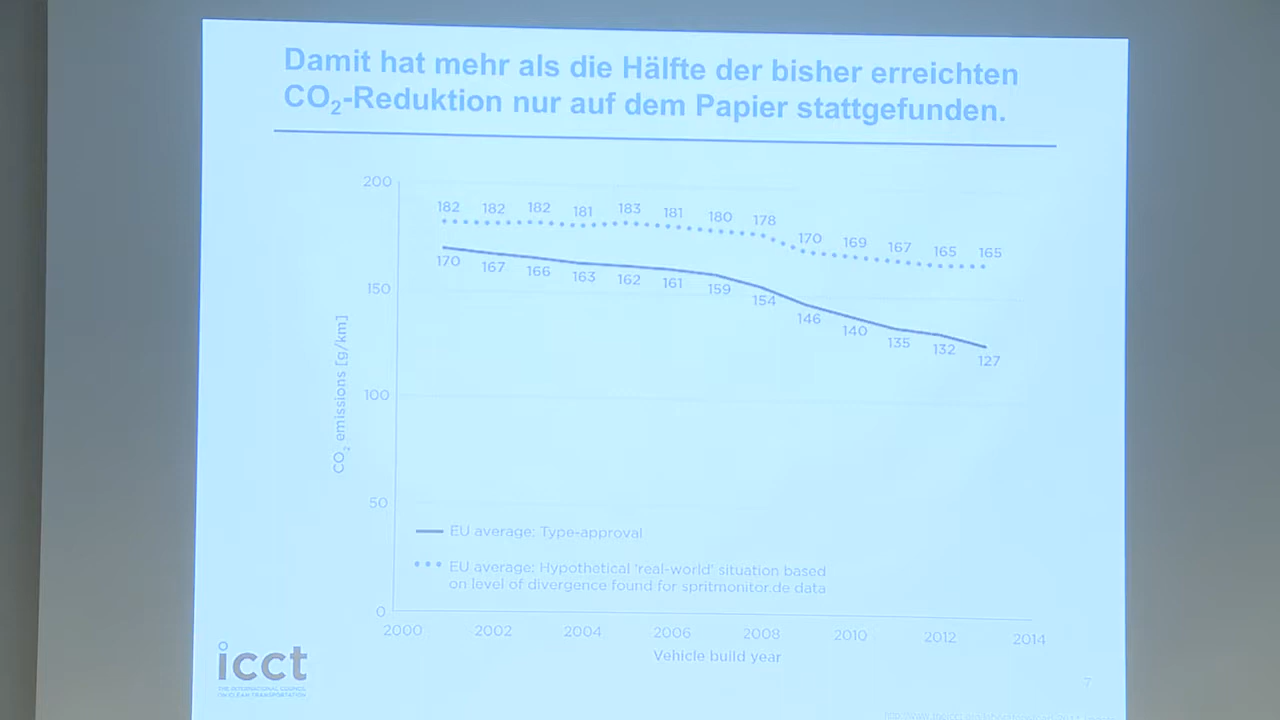 Damit hat mehr als die Hälfte der bisher erreichten
CO₂-Reduktion nur auf dem Papier stattgefunden.
200
182 182 182 181 183 181 180 178 170 169 167 165 165
170 167 166 163 162 161 159 154 146 140 135 132 127
150
CO₂ emissions [g/km]
100
50
EU average: Type-approval
EU average: Hypothetical 'real-world' situation based
on level of divergence found for spritmonitor.de data
0
2000 2002 2004 2006 2008 2010 2012 2014
Vehicle build year
icct
THE INTERNATIONAL COUNCIL
ON CLEAN TRANSPORTATION
7